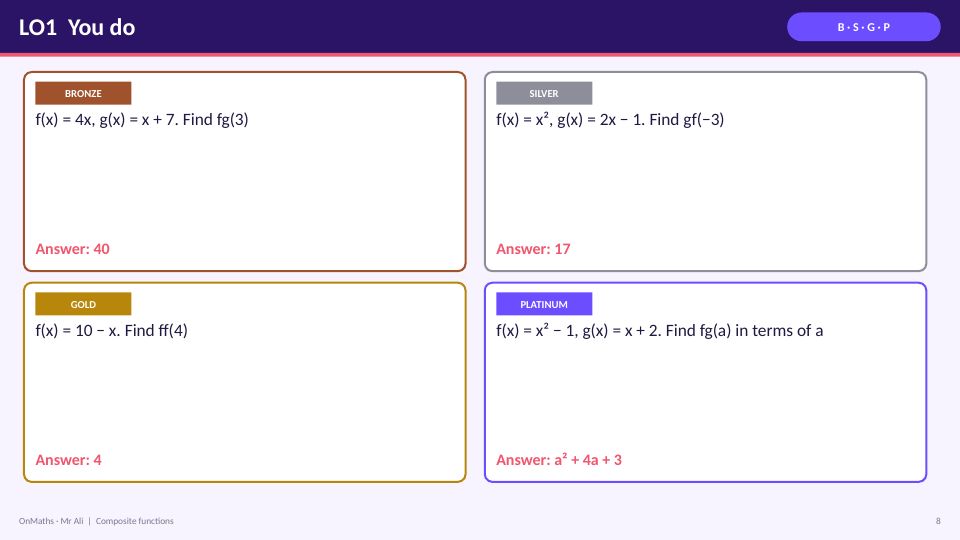 LO1 You do
B · S · G · P
BRONZE
f(x) = 4x, g(x) = x + 7. Find fg(3)
Answer: 40
SILVER
f(x) = x², g(x) = 2x − 1. Find gf(−3)
Answer: 17
GOLD
f(x) = 10 − x. Find ff(4)
Answer: 4
PLATINUM
f(x) = x² − 1, g(x) = x + 2. Find fg(a) in terms of a
Answer: a² + 4a + 3
OnMaths · Mr Ali | Composite functions
8